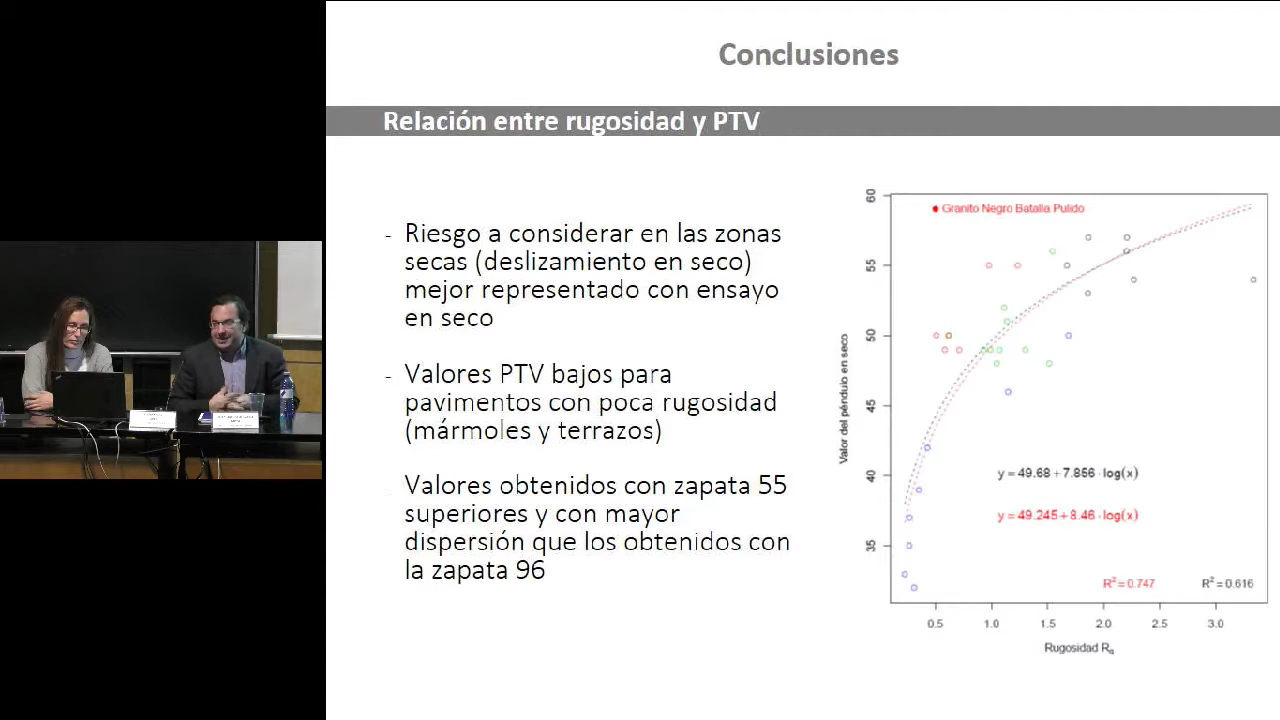 Conclusiones
Relación entre rugosidad y PTV
- Riesgo a considerar en las zonas
secas (deslizamiento en seco)
mejor representado con ensayo
en seco
- Valores PTV bajos para
pavimentos con poca rugosidad
(mármoles y terrazos)
Valores obtenidos con zapata 55
superiores y con mayor
dispersión que los obtenidos con
la zapata 96
Granito Negro Batalla Pulido
Valor del péndulo en seco
60
55
50
45
40
35
y = 49.68 + 7.856 · log(x)
y = 49.245 + 8.46 · log(x)
R² = 0.747
R² = 0.616
0.5 1.0 1.5 2.0 2.5 3.0
Rugosidad Rq